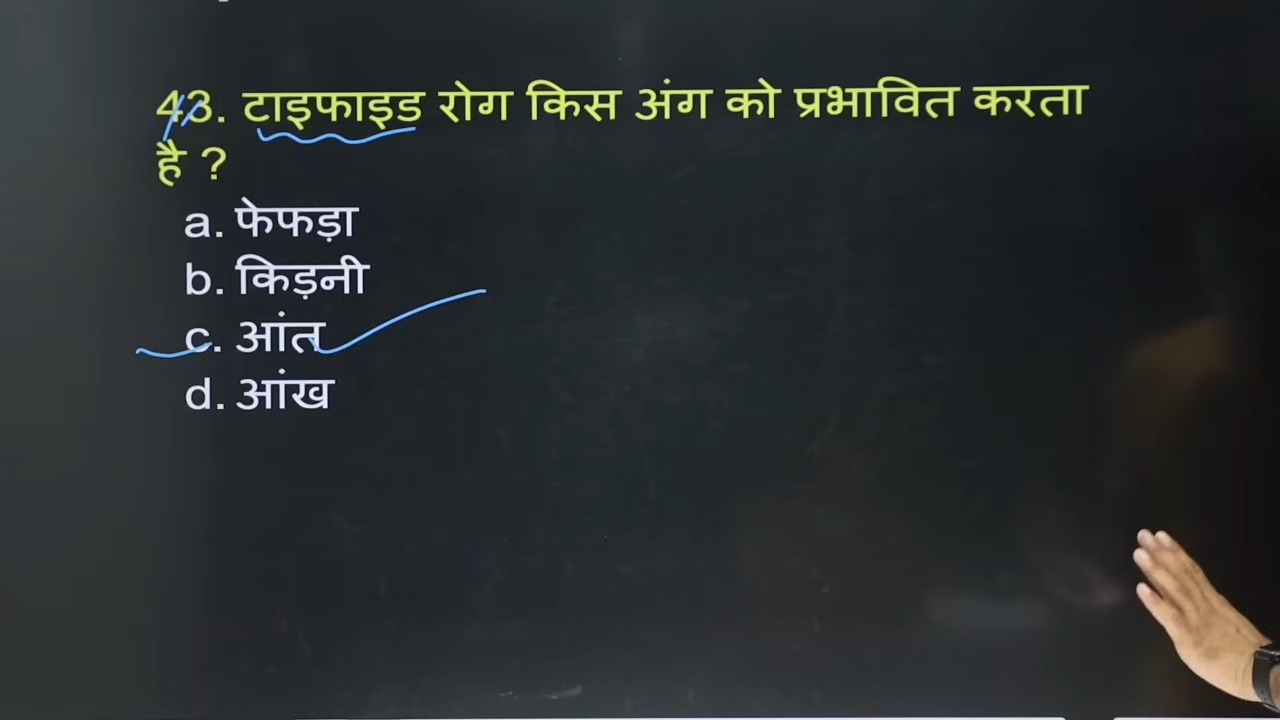 43. टाइफाइड रोग किस अंग को प्रभावित करता
है ?
a. फेफड़ा
b. किड़नी
c. आंत
d. आंख